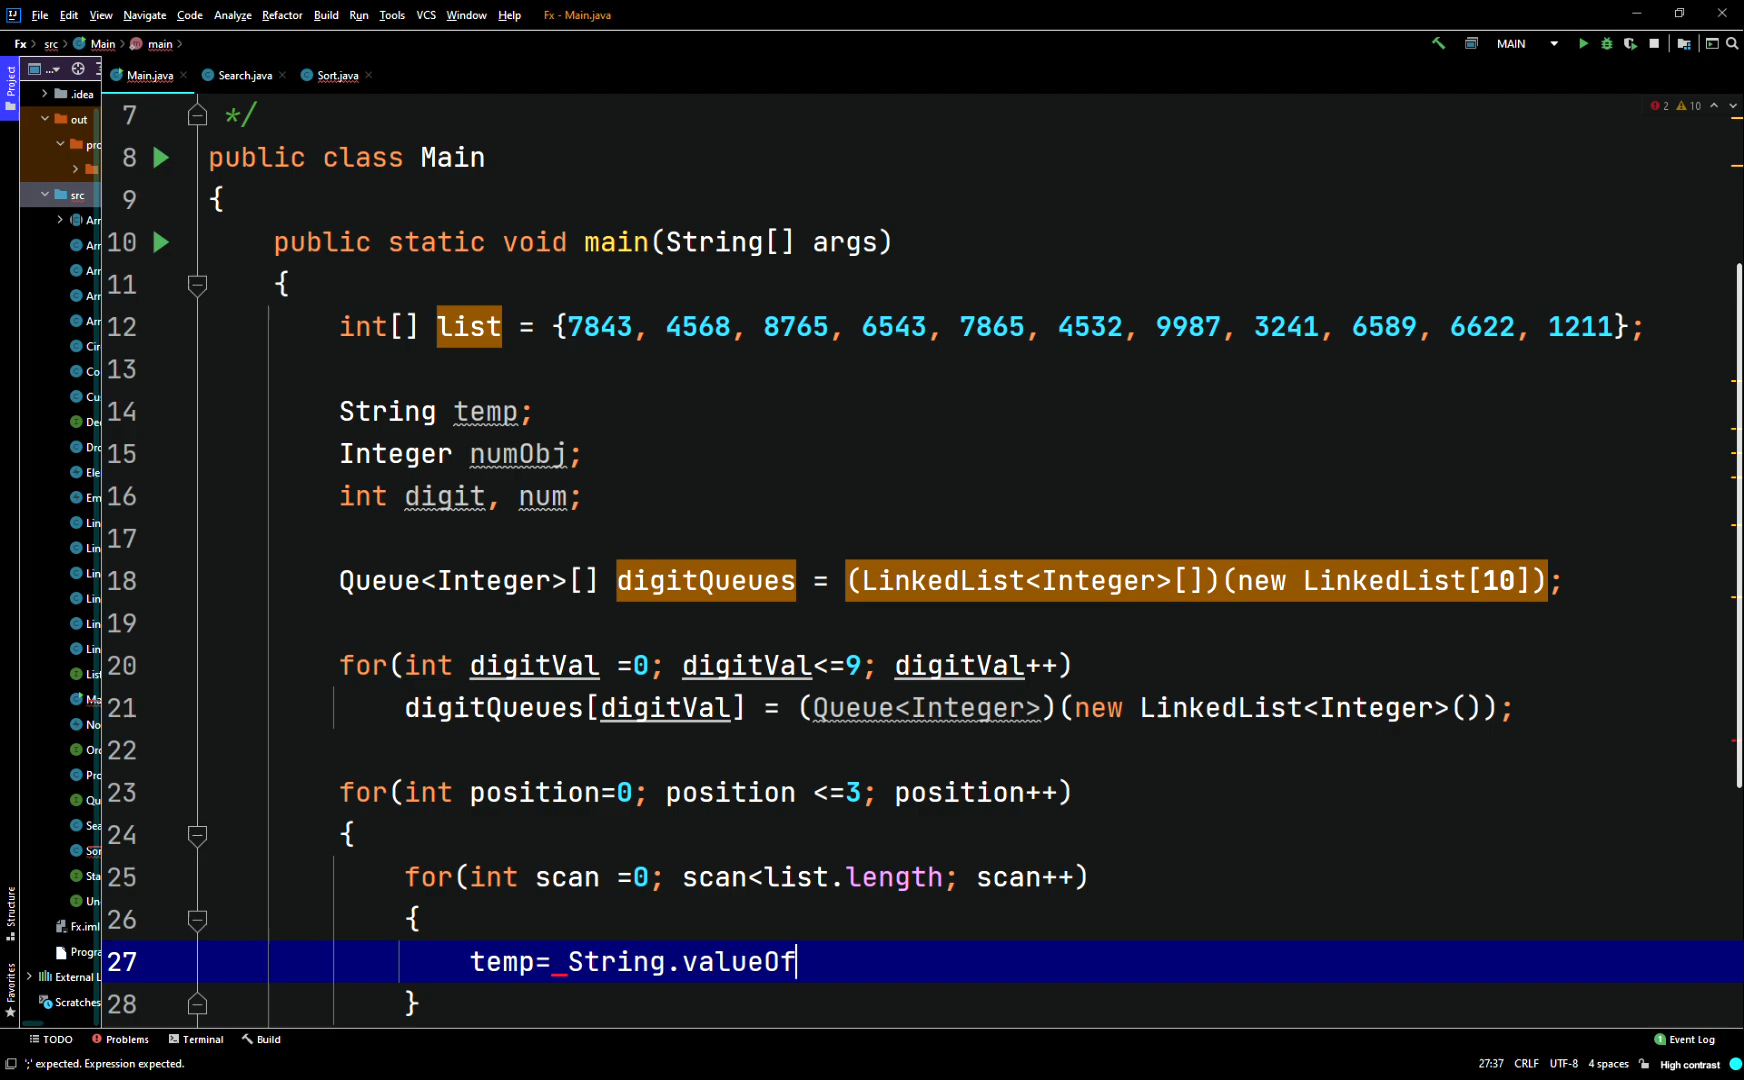 File Edit View Navigate Code Analyze Refactor Build Run Tools VCS Window Help Fx - Main.java
Fx src Main main MAIN
Project
Main.java Search.java Sort.java
2 10
.idea
out
src
Fx.iml
External L
Scratches
Structure
Favorites
7 */
8 public class Main
9 {
10 public static void main(String[] args)
11 {
12 int[] list = {7843, 4568, 8765, 6543, 7865, 4532, 9987, 3241, 6589, 6622, 1211};
13
14 String temp;
15 Integer numObj;
16 int digit, num;
17
18 Queue<Integer>[] digitQueues = (LinkedList<Integer>[])(new LinkedList[10]);
19
20 for(int digitVal =0; digitVal<=9; digitVal++)
21 digitQueues[digitVal] = (Queue<Integer>)(new LinkedList<Integer>());
22
23 for(int position=0; position <=3; position++)
24 {
25 for(int scan =0; scan<list.length; scan++)
26 {
27 temp= String.valueOf
28 }
TODO Problems Terminal Build 1 Event Log
';' expected. Expression expected. 27:37 CRLF UTF-8 4 spaces High contrast